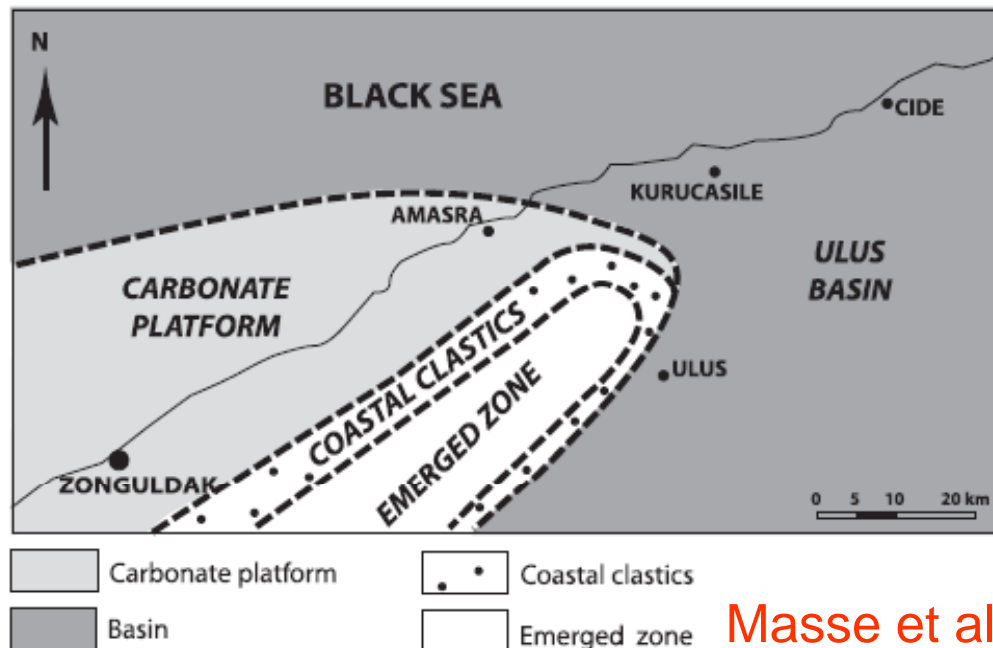 N
BLACK SEA
CIDE
KURUCASILE
AMASRA
ULUS
BASIN
CARBONATE
PLATFORM
COASTAL CLASTICS
ULUS
EMERGED ZONE
ZONGULDAK
0 5 10 20 km
Carbonate platform
Coastal clastics
Basin
Emerged zone
Masse et al